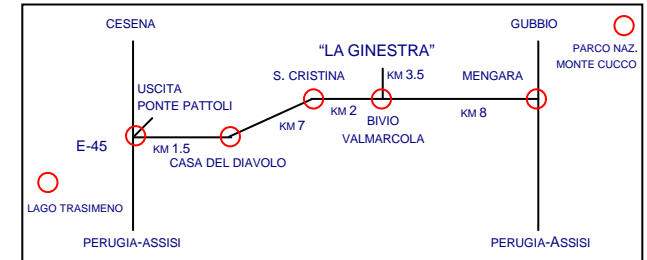 CESENA
GUBBIO
"LA GINESTRA"
PARCO NAZ.
MONTE CUCCO
S. CRISTINA
KM 3.5
MENGARA
USCITA
PONTE PATTOLI
KM 2
KM 8
BIVIO
VALMARCOLA
KM 7
E-45
KM 1.5
CASA DEL DIAVOLO
LAGO TRASIMENO
PERUGIA-ASSISI
PERUGIA-ASSISI